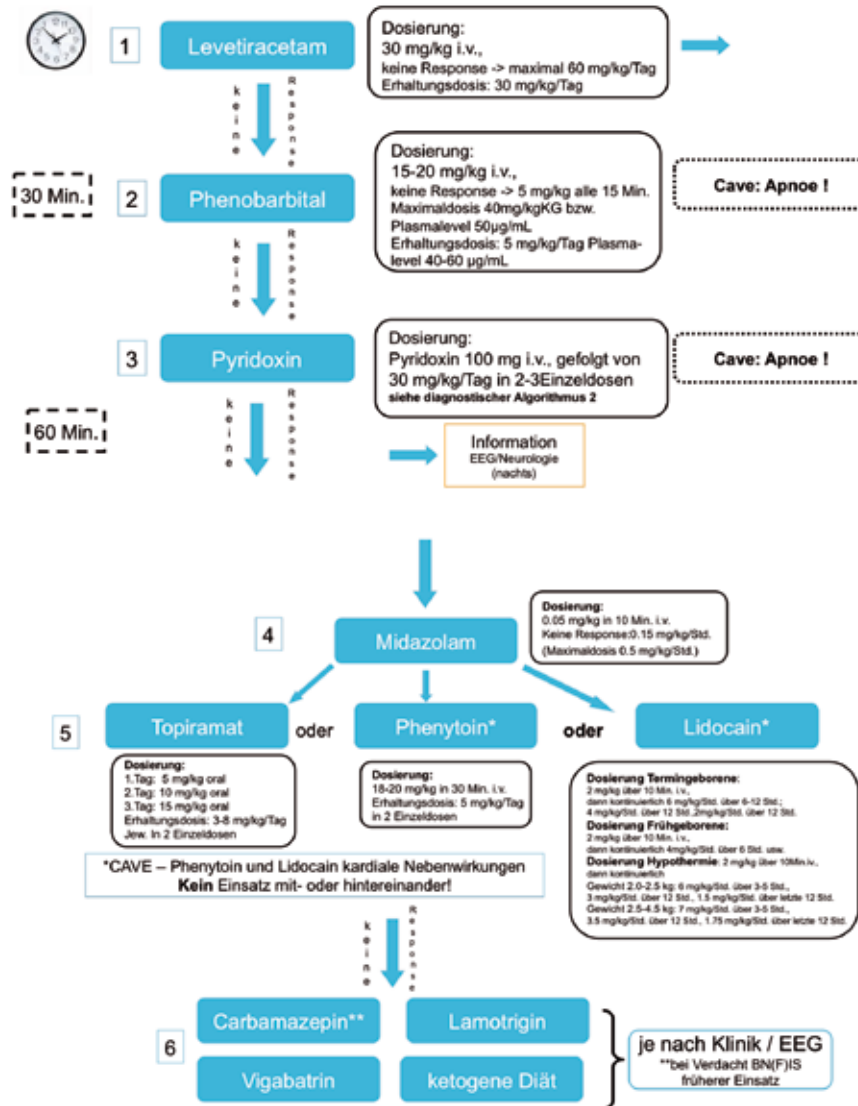 1
Levetiracetam
Dosierung:
30 mg/kg i.v.,
keine Response -> maximal 60 mg/kg/Tag
Erhaltungsdosis: 30 mg/kg/Tag
keine
Response
30 Min.
2
Phenobarbital
Dosierung:
15-20 mg/kg i.v.,
keine Response -> 5 mg/kg alle 15 Min.
Maximaldosis 40mg/kgKG bzw.
Plasmalevel 50µg/mL
Erhaltungsdosis: 5 mg/kg/Tag Plasma-
level 40-60 µg/mL
Cave: Apnoe !
keine
Response
3
Pyridoxin
Dosierung:
Pyridoxin 100 mg i.v., gefolgt von
30 mg/kg/Tag in 2-3Einzeldosen
siehe diagnostischer Algorithmus 2
Cave: Apnoe !
60 Min.
keine
Response
Information
EEG/Neurologie
(nachts)
4
Midazolam
Dosierung:
0.05 mg/kg in 10 Min. i.v.
Keine Response:0.15 mg/kg/Std.
(Maximaldosis 0.5 mg/kg/Std.)
5
Topiramat
oder
Phenytoin*
oder
Lidocain*
Dosierung:
1.Tag: 5 mg/kg oral
2.Tag: 10 mg/kg oral
3.Tag: 15 mg/kg oral
Erhaltungsdosis: 3-8 mg/kg/Tag
Jew. In 2 Einzeldosen
Dosierung:
18-20 mg/kg in 30 Min. i.v.
Erhaltungsdosis: 5 mg/kg/Tag
in 2 Einzeldosen
Dosierung Termingeborene:
2 mg/kg über 10 Min. i.v.,
dann kontinuierlich 6 mg/kg/Std. über 6-12 Std.;
4 mg/kg/Std. über 12 Std.,2mg/kg/Std. über 12 Std.
Dosierung Frühgeborene:
2 mg/kg über 10 Min. i.v.,
dann kontinuierlich 4mg/kg/Std. über 6 Std. usw.
Dosierung Hypothermie: 2 mg/kg über 10Min.iv.,
dann kontinuierlich
Gewicht 2.0-2.5 kg: 6 mg/kg/Std. über 3-5 Std.,
3 mg/kg/Std. über 12 Std., 1.5 mg/kg/Std. über letzte 12 Std.
Gewicht 2.5-4.5 kg: 7 mg/kg/Std. über 3-5 Std.,
3.5 mg/kg/Std. über 12 Std., 1.75 mg/kg/Std. über letzte 12 Std.
*CAVE – Phenytoin und Lidocain kardiale Nebenwirkungen
Kein Einsatz mit- oder hintereinander!
keine
Response
6
Carbamazepin**
Lamotrigin
Vigabatrin
ketogene Diät
je nach Klinik / EEG
**bei Verdacht BN(F)IS
früherer Einsatz